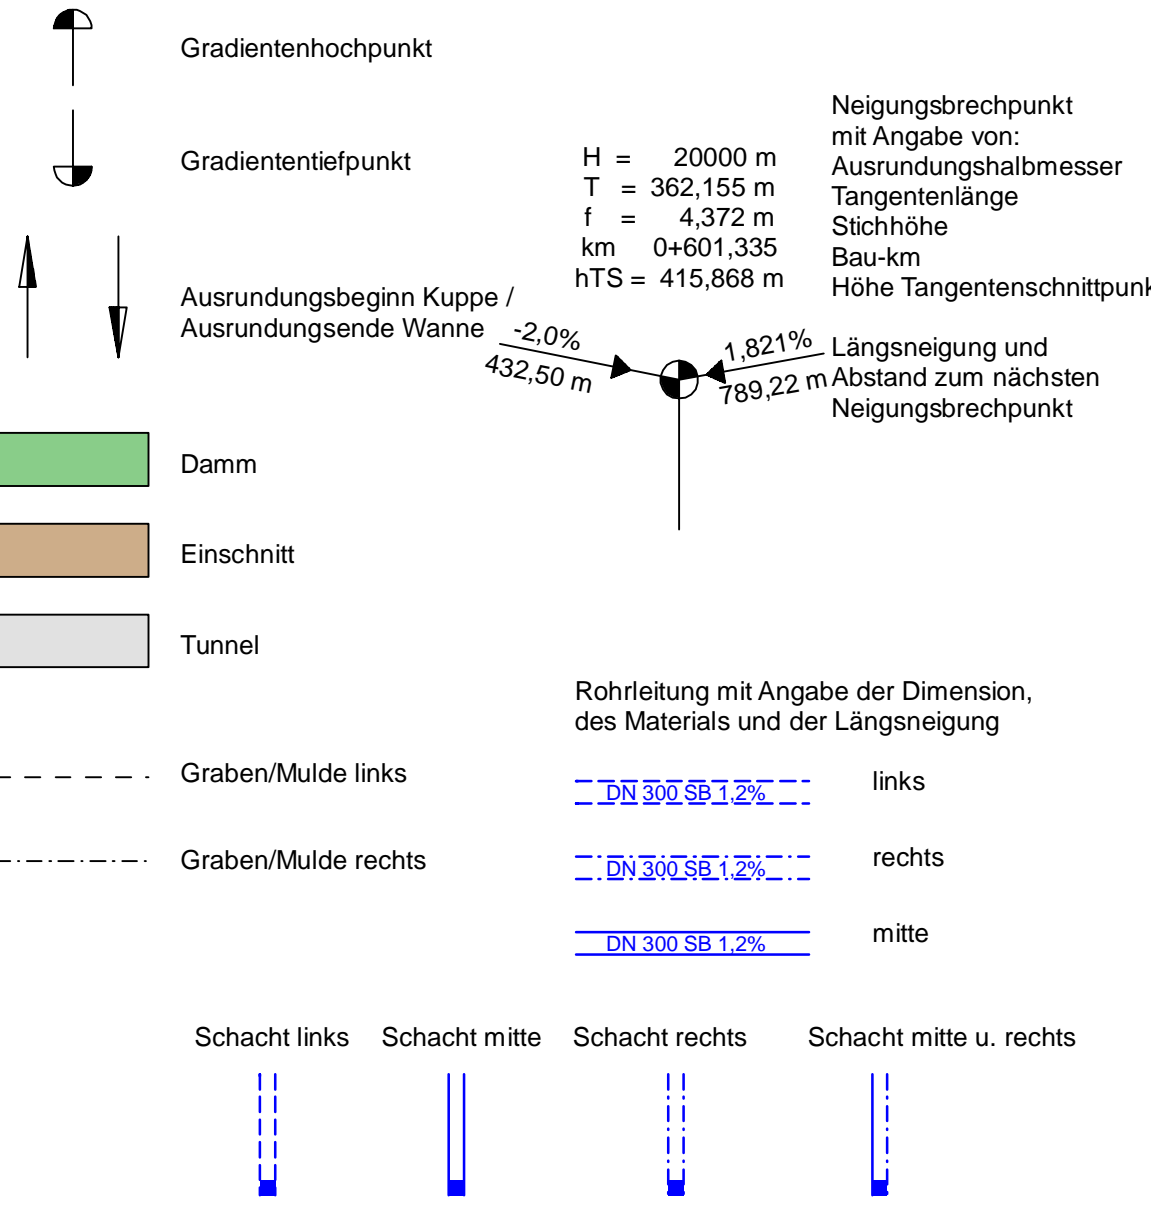 Gradientenhochpunkt
Gradiententiefpunkt
Ausrundungsbeginn Kuppe /
Ausrundungsende Wanne
H = 20000 m
T = 362,155 m
f = 4,372 m
km 0+601,335
hTS = 415,868 m
Neigungsbrechpunkt
mit Angabe von:
Ausrundungshalbmesser
Tangentenlänge
Stichhöhe
Bau-km
Höhe Tangentenschnittpunk
-2,0%
432,50 m
1,821%
789,22 m
Längsneigung und
Abstand zum nächsten
Neigungsbrechpunkt
Damm
Einschnitt
Tunnel
Graben/Mulde links
Graben/Mulde rechts
Rohrleitung mit Angabe der Dimension,
des Materials und der Längsneigung
DN 300 SB 1,2% links
DN 300 SB 1,2% rechts
DN 300 SB 1,2% mitte
Schacht links Schacht mitte Schacht rechts Schacht mitte u. rechts